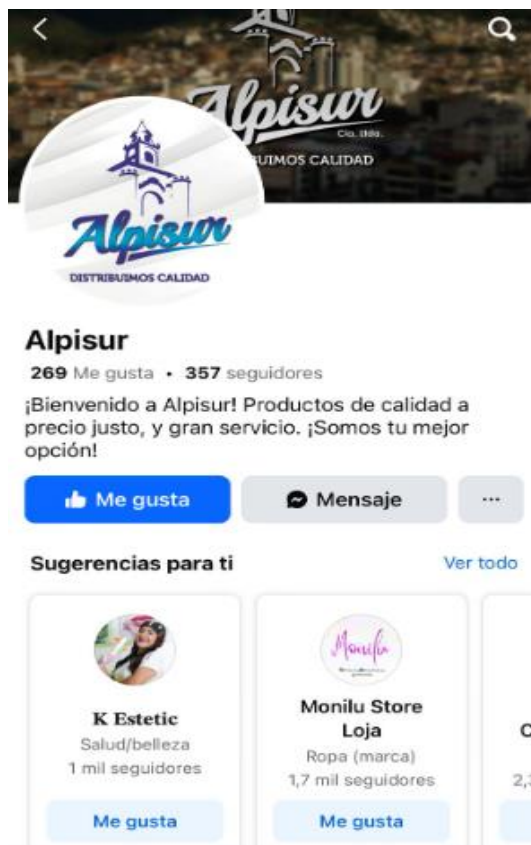 Alpisur
Cia. ltda.
BUIMOS CALIDAD
Alpisur
DISTRIBUIMOS CALIDAD
Alpisur
269 Me gusta • 357 seguidores
¡Bienvenido a Alpisur! Productos de calidad a
precio justo, y gran servicio. ¡Somos tu mejor
opción!
Me gusta
Mensaje
...
Sugerencias para ti
Ver todo
K Estetic
Salud/belleza
1 mil seguidores
Me gusta
Monilu
Monilu Store
Loja
Ropa (marca)
1,7 mil seguidores
Me gusta
C
2,